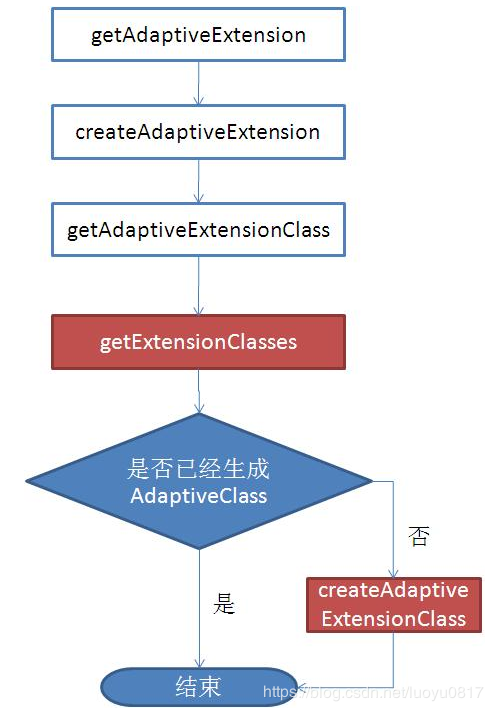 getAdaptiveExtension
createAdaptiveExtension
getAdaptiveExtensionClass
getExtensionClasses
是否已经生成
AdaptiveClass
否
createAdaptive
ExtensionClass
是
结束
https://blog.csdn.net/luoyu0817